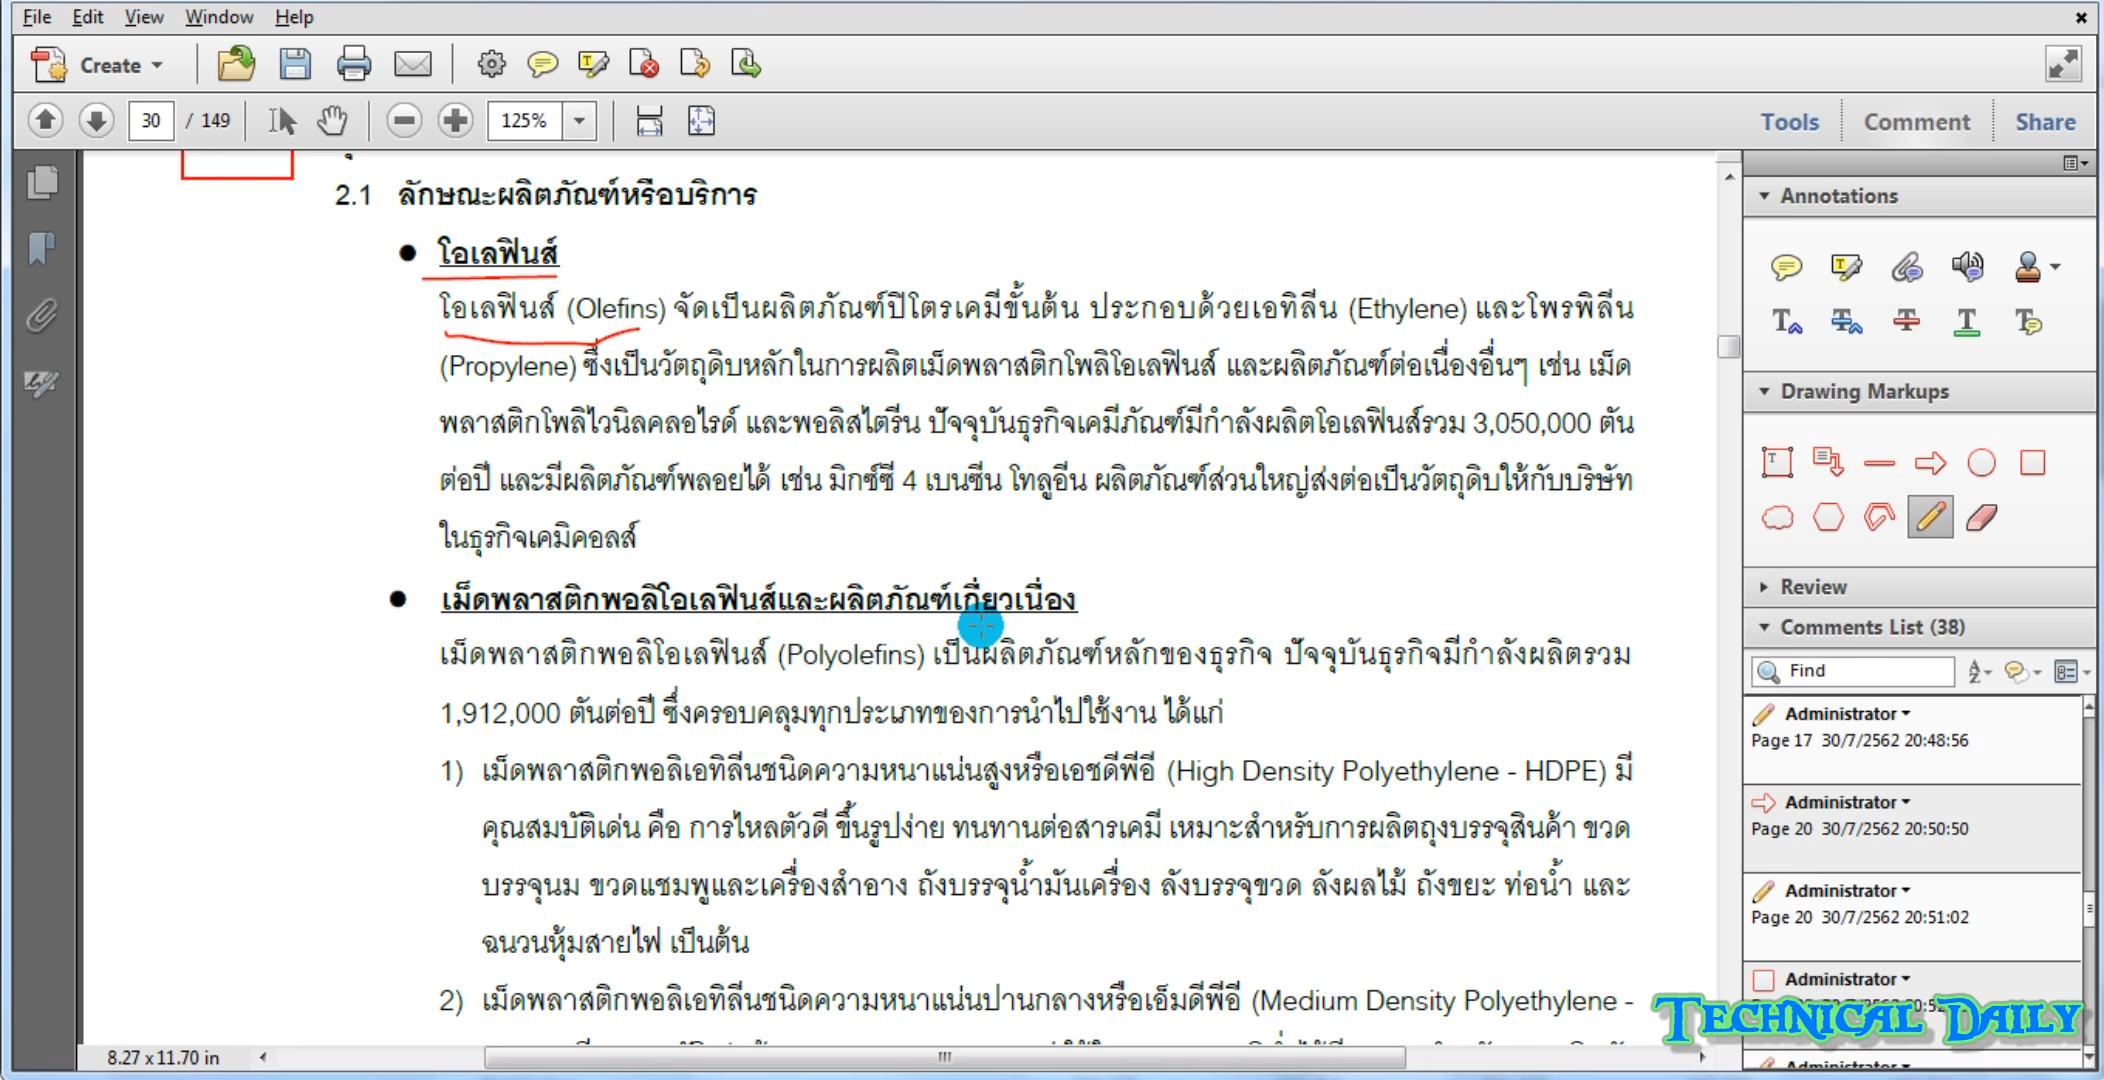 File Edit View Window Help
Create
30 / 149 125% Tools Comment Share
2.1 ลักษณะผลิตภัณฑ์หรือบริการ
● โอเลฟินส์
โอเลฟินส์ (Olefins) จัดเป็นผลิตภัณฑ์ปิโตรเคมีขั้นต้น ประกอบด้วยเอทิลีน (Ethylene) และโพรพิลีน
(Propylene) ซึ่งเป็นวัตถุดิบหลักในการผลิตเม็ดพลาสติกโพลิโอเลฟินส์ และผลิตภัณฑ์ต่อเนื่องอื่นๆ เช่น เม็ด
พลาสติกโพลิไวนิลคลอไรด์ และพอลิสไตรีน ปัจจุบันธุรกิจเคมีภัณฑ์มีกำลังผลิตโอเลฟินส์รวม 3,050,000 ตัน
ต่อปี และมีผลิตภัณฑ์พลอยได้ เช่น มิกซ์ซี 4 เบนซีน โทลูอีน ผลิตภัณฑ์ส่วนใหญ่ส่งต่อเป็นวัตถุดิบให้กับบริษัท
ในธุรกิจเคมิคอลส์
● เม็ดพลาสติกพอลิโอเลฟินส์และผลิตภัณฑ์เกี่ยวเนื่อง
เม็ดพลาสติกพอลิโอเลฟินส์ (Polyolefins) เป็นผลิตภัณฑ์หลักของธุรกิจ ปัจจุบันธุรกิจมีกำลังผลิตรวม
1,912,000 ตันต่อปี ซึ่งครอบคลุมทุกประเภทของการนำไปใช้งาน ได้แก่
1) เม็ดพลาสติกพอลิเอทิลีนชนิดความหนาแน่นสูงหรือเอชดีพีอี (High Density Polyethylene - HDPE) มี
คุณสมบัติเด่น คือ การไหลตัวดี ขึ้นรูปง่าย ทนทานต่อสารเคมี เหมาะสำหรับการผลิตถุงบรรจุสินค้า ขวด
บรรจุนม ขวดแชมพูและเครื่องสำอาง ถังบรรจุน้ำมันเครื่อง ลังบรรจุขวด ลังผลไม้ ถังขยะ ท่อน้ำ และ
ฉนวนหุ้มสายไฟ เป็นต้น
2) เม็ดพลาสติกพอลิเอทิลีนชนิดความหนาแน่นปานกลางหรือเอ็มดีพีอี (Medium Density Polyethylene -
8.27 x 11.70 in
Annotations
Drawing Markups
Review
Comments List (38)
Find
Administrator
Page 17 30/7/2562 20:48:56
Administrator
Page 20 30/7/2562 20:50:50
Administrator
Page 20 30/7/2562 20:51:02
Administrator
Technical Daily
Administrator